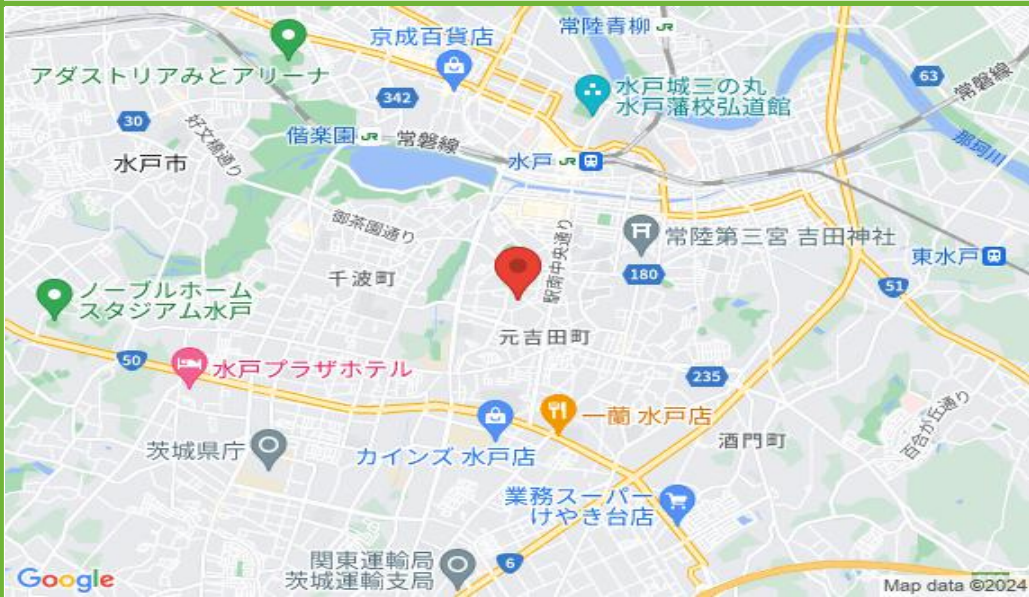 常陸青柳
京成百貨店
アダストリアみとアリーナ
水戸城三の丸
水戸藩校弘道館
63
常磐線
342
30
好文橋通り
水戸市
偕楽園 JR
常磐線
水戸 JR
那珂川
御茶園通り
駅南中央通り
常陸第三宮 吉田神社
東水戸
千波町
180
51
ノーブルホーム
スタジアム水戸
元吉田町
50
水戸プラザホテル
235
一蘭 水戸店
百合が丘通り
茨城県庁
カインズ 水戸店
酒門町
業務スーパー
けやき台店
関東運輸局
茨城運輸支局
6
Google
Map data ©2024